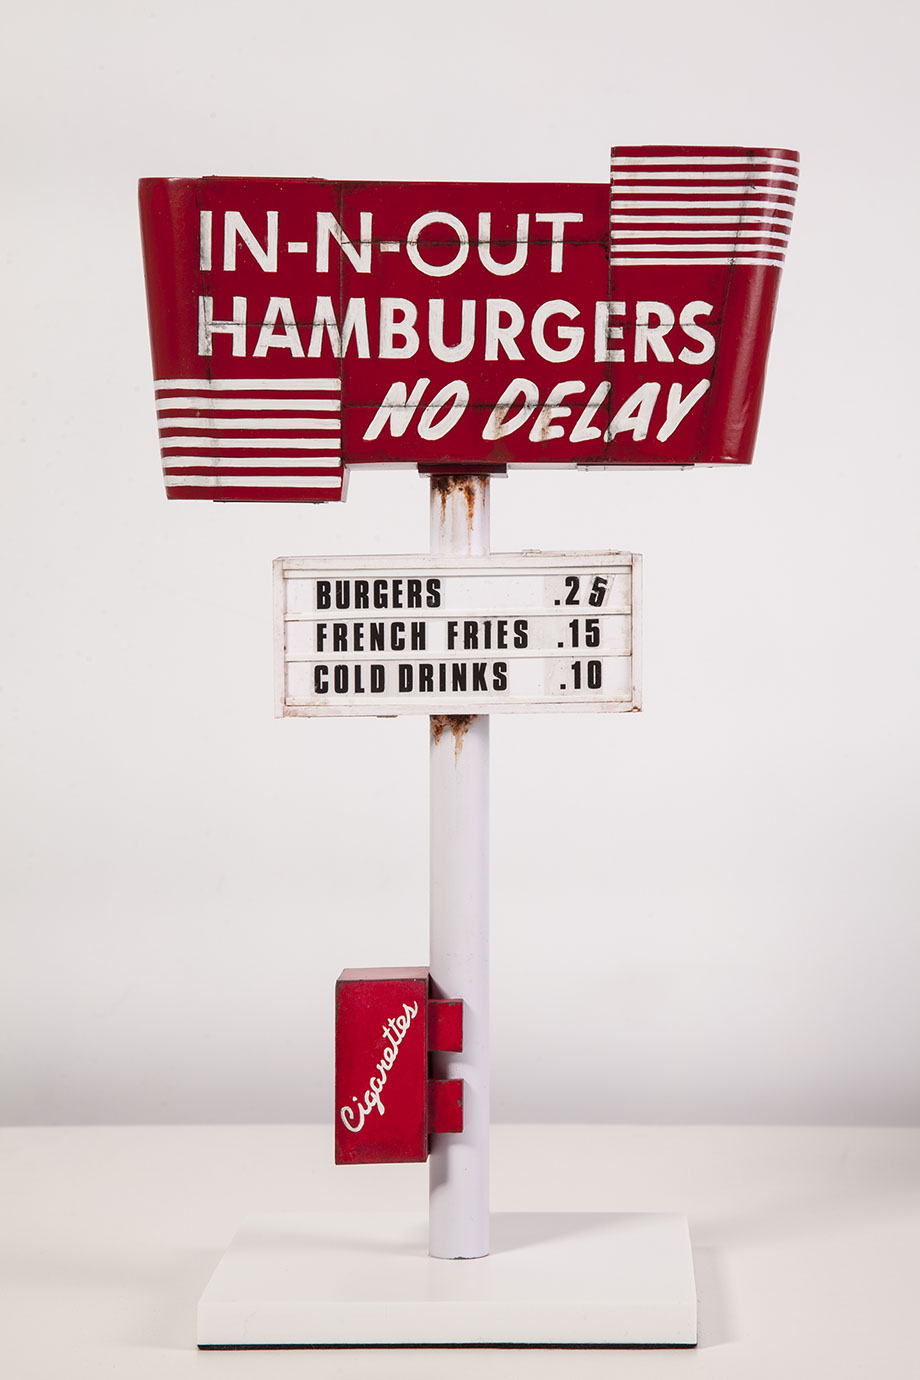 IN-N-OUT
HAMBURGERS
NO DELAY
BURGERS .25
FRENCH FRIES .15
COLD DRINKS .10
Cigarettes